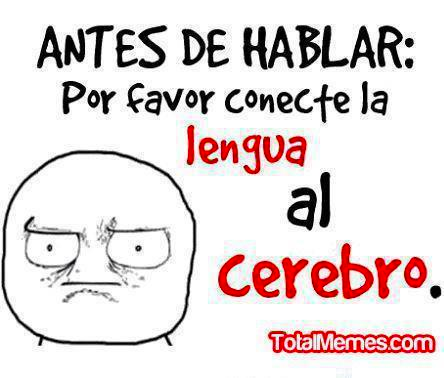 ANTES DE HABLAR:
Por favor conecte la
lengua
al
cerebro.
TotalMemes.com